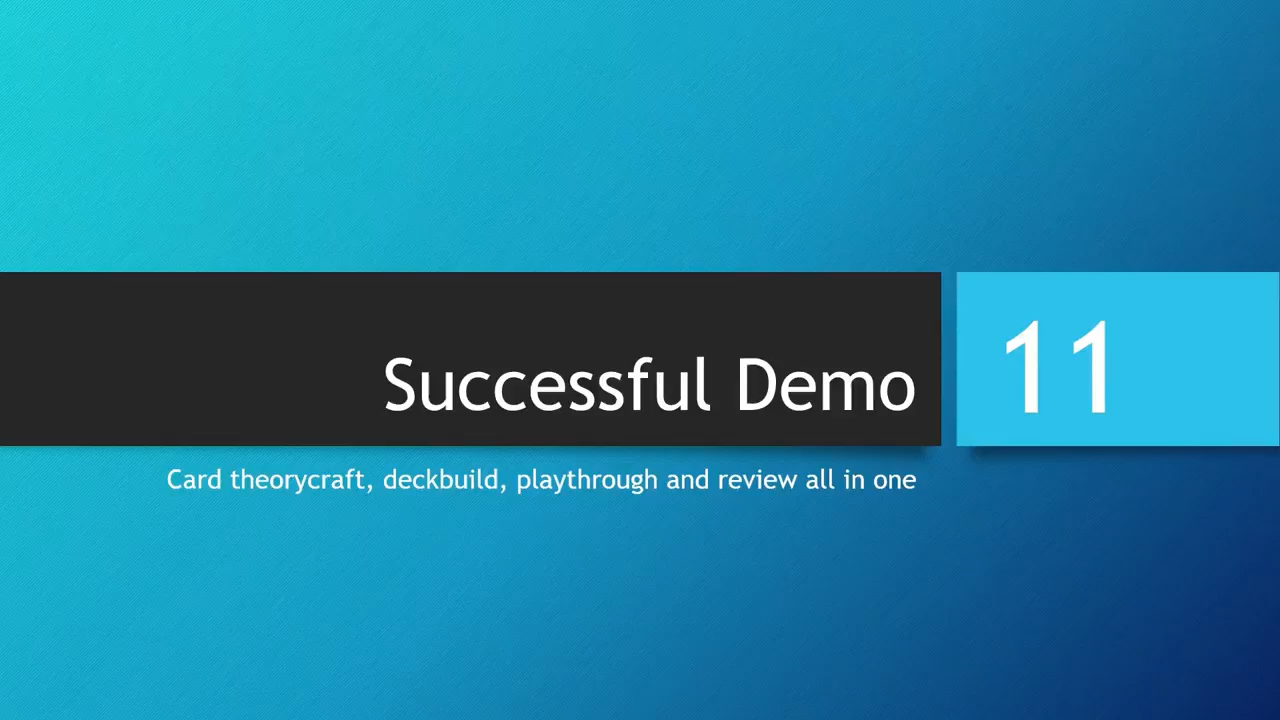 Successful Demo
11
Card theorycraft, deckbuild, playthrough and review all in one